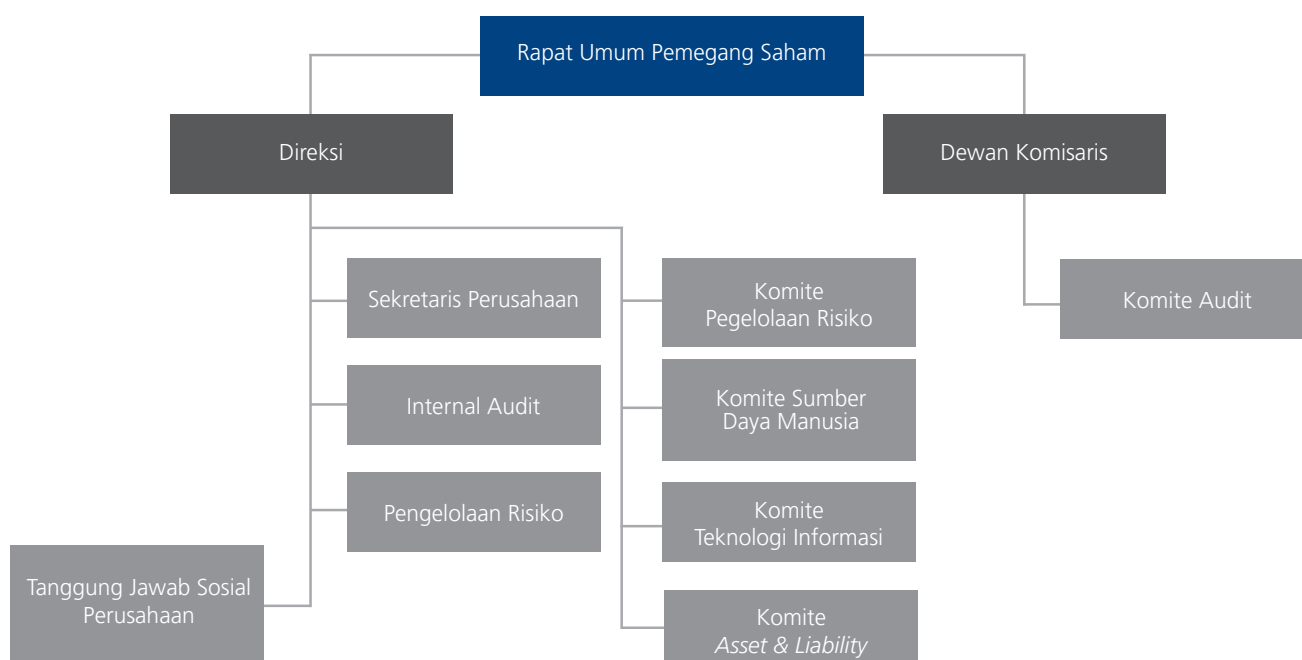 Rapat Umum Pemegang Saham
Direksi
Dewan Komisaris
Sekretaris Perusahaan
Internal Audit
Pengelolaan Risiko
Tanggung Jawab Sosial
Perusahaan
Komite
Pegelolaan Risiko
Komite Sumber
Daya Manusia
Komite
Teknologi Informasi
Komite
Asset & Liability
Komite Audit